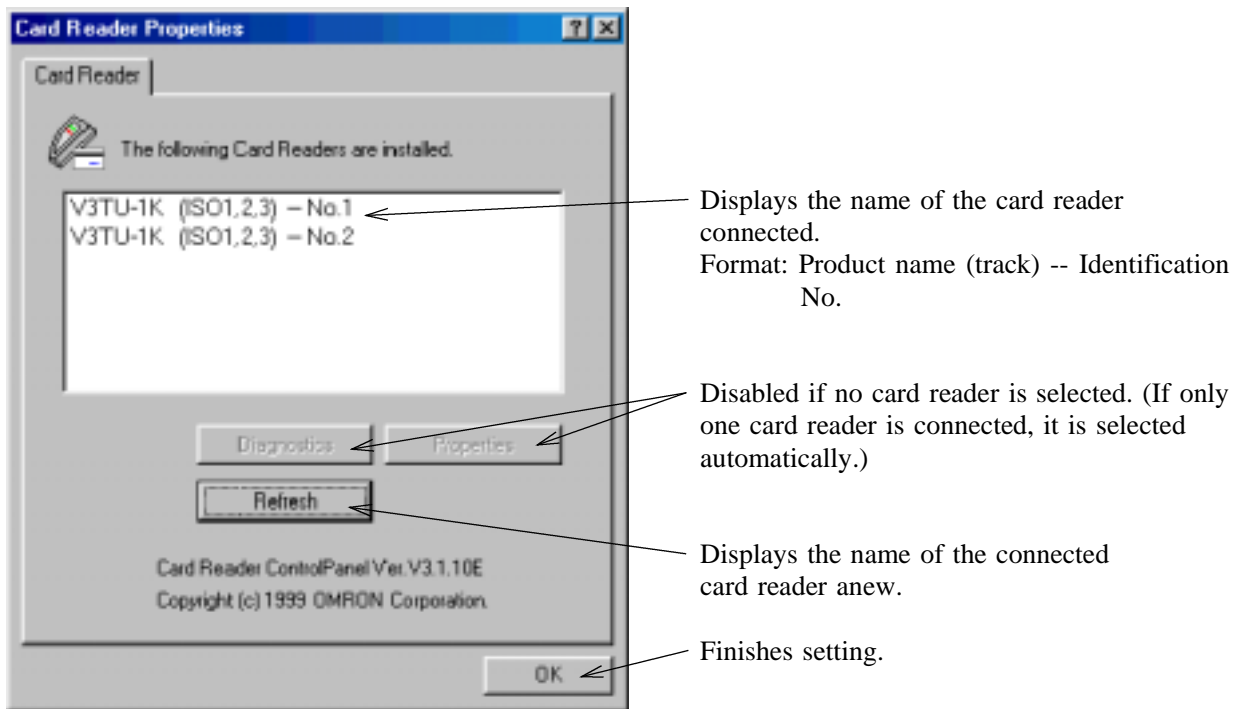 Card Reader Properties
Card Reader
The following Card Readers are installed.
V3TU-1K (ISO1,2,3) – No.1
V3TU-1K (ISO1,2,3) – No.2
Diagnostics
Properties
Refresh
Card Reader ControlPanel Ver.V3.1.10E
Copyright (c) 1999 OMRON Corporation.
OK
Displays the name of the card reader
connected.
Format: Product name (track) -- Identification
No.
Disabled if no card reader is selected. (If only
one card reader is connected, it is selected
automatically.)
Displays the name of the connected
card reader anew.
Finishes setting.